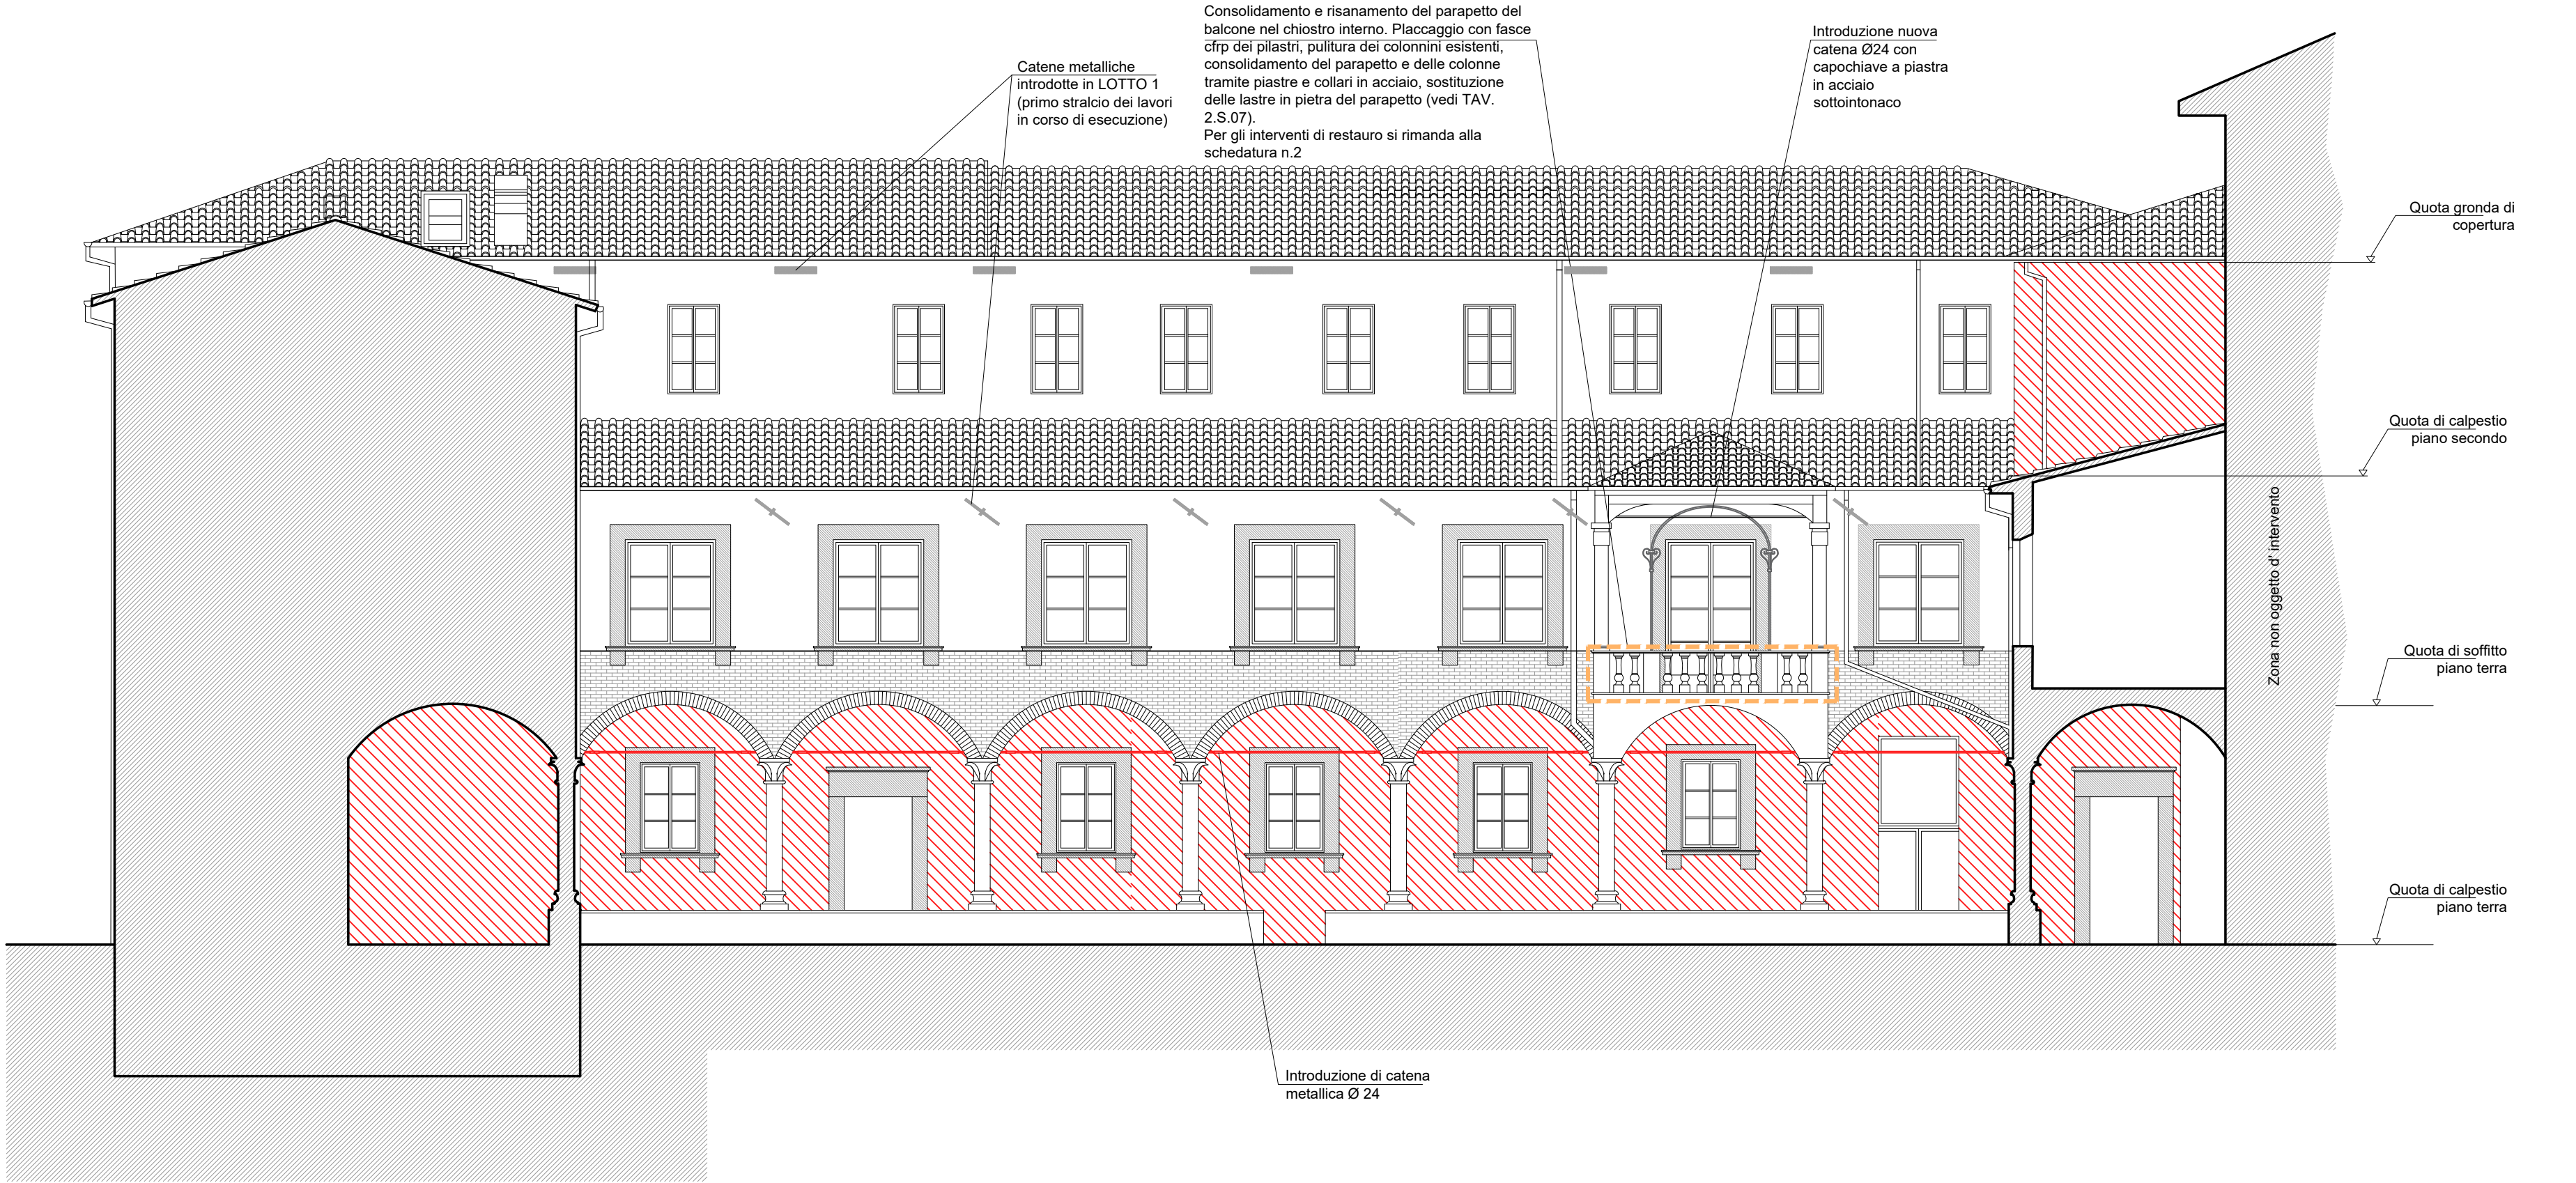 Consolidamento e risanamento del parapetto del
balcone nel chiostro interno. Placcaggio con fasce
cfrp dei pilastri, pulitura dei colonnini esistenti,
consolidamento del parapetto e delle colonne
tramite piastre e collari in acciaio, sostituzione
delle lastre in pietra del parapetto (vedi TAV.
2.S.07).
Per gli interventi di restauro si rimanda alla
schedatura n.2
Introduzione nuova
catena Ø24 con
capochiave a piastra
in acciaio
sottointonaco
Catene metalliche
introdotte in LOTTO 1
(primo stralcio dei lavori
in corso di esecuzione)
Quota gronda di
copertura
Quota di calpestio
piano secondo
Zona non oggetto d' intervento
Quota di soffitto
piano terra
Quota di calpestio
piano terra
Introduzione di catena
metallica Ø 24